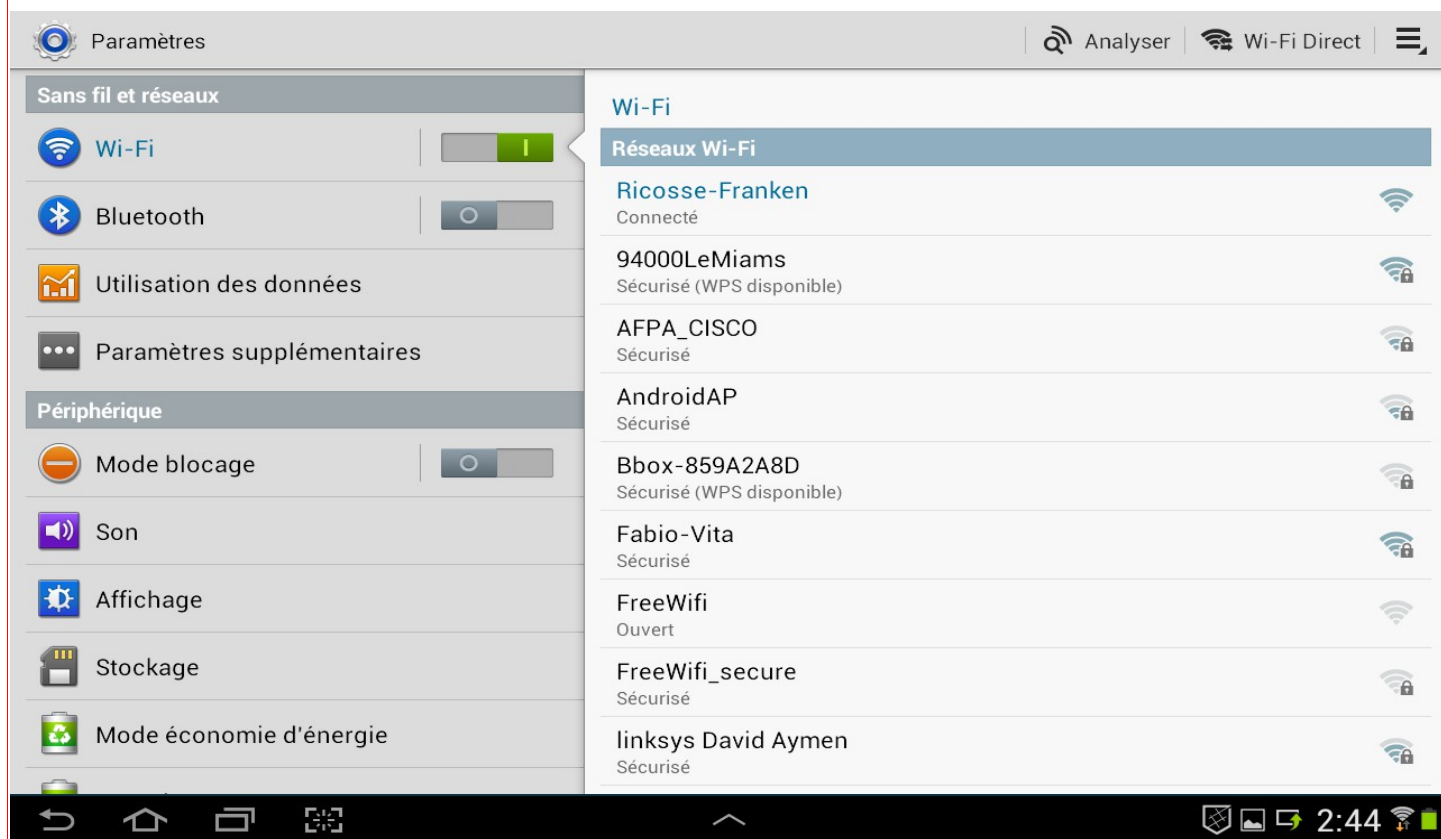 Paramètres
Analyser
Wi-Fi Direct
Sans fil et réseaux
Wi-Fi
Bluetooth
Utilisation des données
Paramètres supplémentaires
Périphérique
Mode blocage
Son
Affichage
Stockage
Mode économie d'énergie
Wi-Fi
Réseaux Wi-Fi
Ricosse-Franken
Connecté
94000LeMiams
Sécurisé (WPS disponible)
AFPA_CISCO
Sécurisé
AndroidAP
Sécurisé
Bbox-859A2A8D
Sécurisé (WPS disponible)
Fabio-Vita
Sécurisé
FreeWifi
Ouvert
FreeWifi_secure
Sécurisé
linksys David Aymen
Sécurisé
2:44